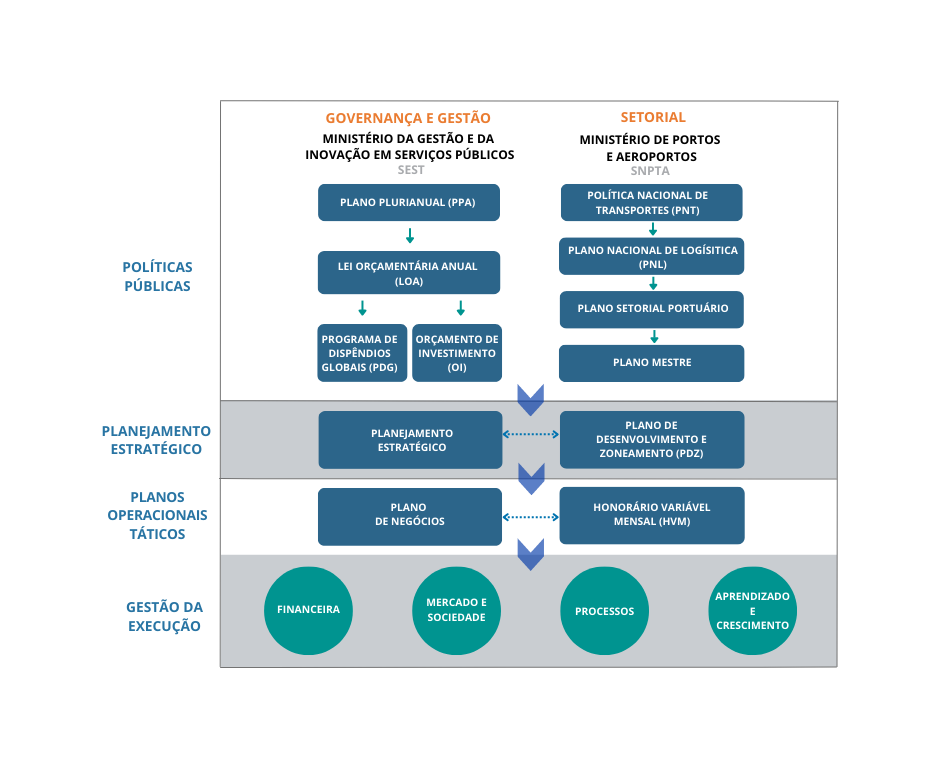 GOVERNANÇA E GESTÃO
MINISTÉRIO DA GESTÃO E DA
INOVAÇÃO EM SERVIÇOS PÚBLICOS
SEST
SETORIAL
MINISTÉRIO DE PORTOS
E AEROPORTOS
SNPTA
POLÍTICAS
PÚBLICAS
PLANO PLURIANUAL (PPA)
LEI ORÇAMENTÁRIA ANUAL
(LOA)
PROGRAMA DE
DISPÊNDIOS
GLOBAIS (PDG)
ORÇAMENTO DE
INVESTIMENTO
(OI)
POLÍTICA NACIONAL DE
TRANSPORTES (PNT)
PLANO NACIONAL DE LOGÍSITICA
(PNL)
PLANO SETORIAL PORTUÁRIO
PLANO MESTRE
PLANEJAMENTO
ESTRATÉGICO
PLANEJAMENTO
ESTRATÉGICO
PLANO DE
DESENVOLVIMENTO E
ZONEAMENTO (PDZ)
PLANOS
OPERACIONAIS
TÁTICOS
PLANO
DE NEGÓCIOS
HONORÁRIO VARIÁVEL
MENSAL (HVM)
GESTÃO DA
EXECUÇÃO
FINANCEIRA
MERCADO E
SOCIEDADE
PROCESSOS
APRENDIZADO
E
CRESCIMENTO